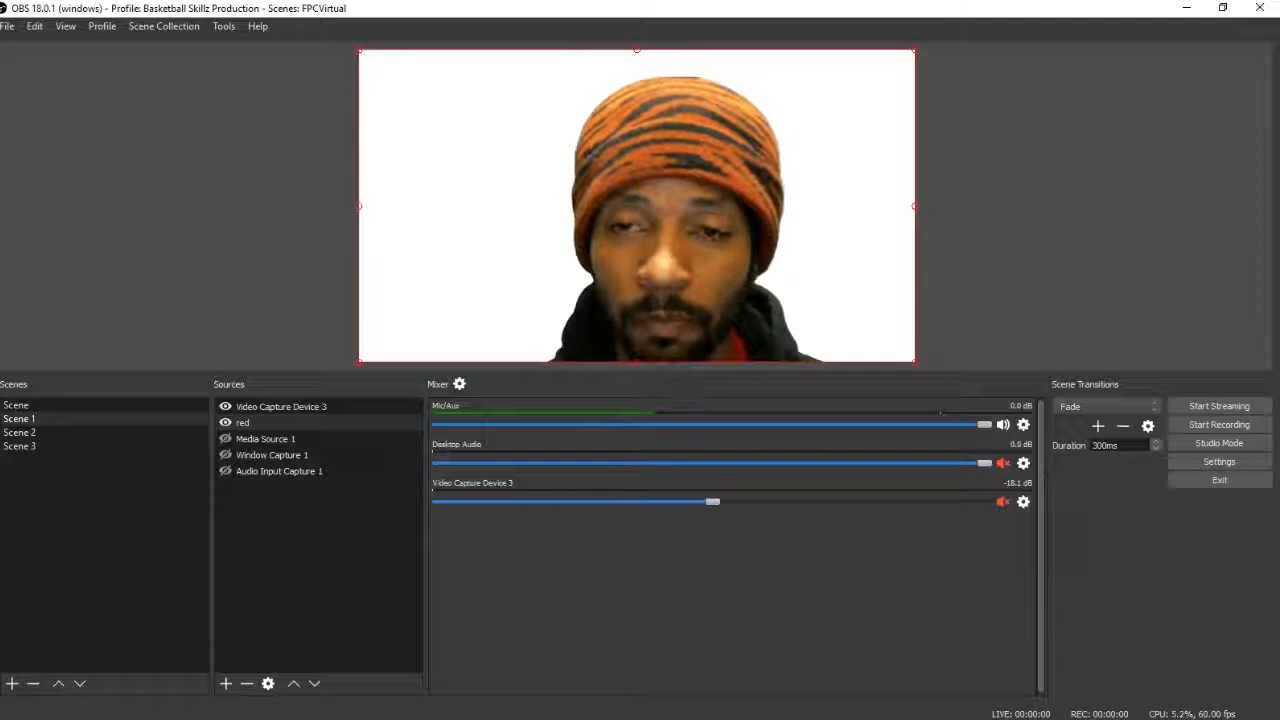 OBS 18.0.1 (windows) - Profile: Basketball Skillz Production - Scenes: FPCVirtual
File Edit View Profile Scene Collection Tools Help
Scenes
Scene
Scene 1
Scene 2
Scene 3
Sources
Video Capture Device 3
red
Media Source 1
Window Capture 1
Audio Input Capture 1
Mixer
Mic/Aux 0.0 dB
Desktop Audio 0.0 dB
Video Capture Device 3 -18.1 dB
Scene Transitions
Fade
Duration 300ms
Start Streaming
Start Recording
Studio Mode
Settings
Exit
LIVE: 00:00:00 REC: 00:00:00 CPU: 5.2%, 60.00 fps